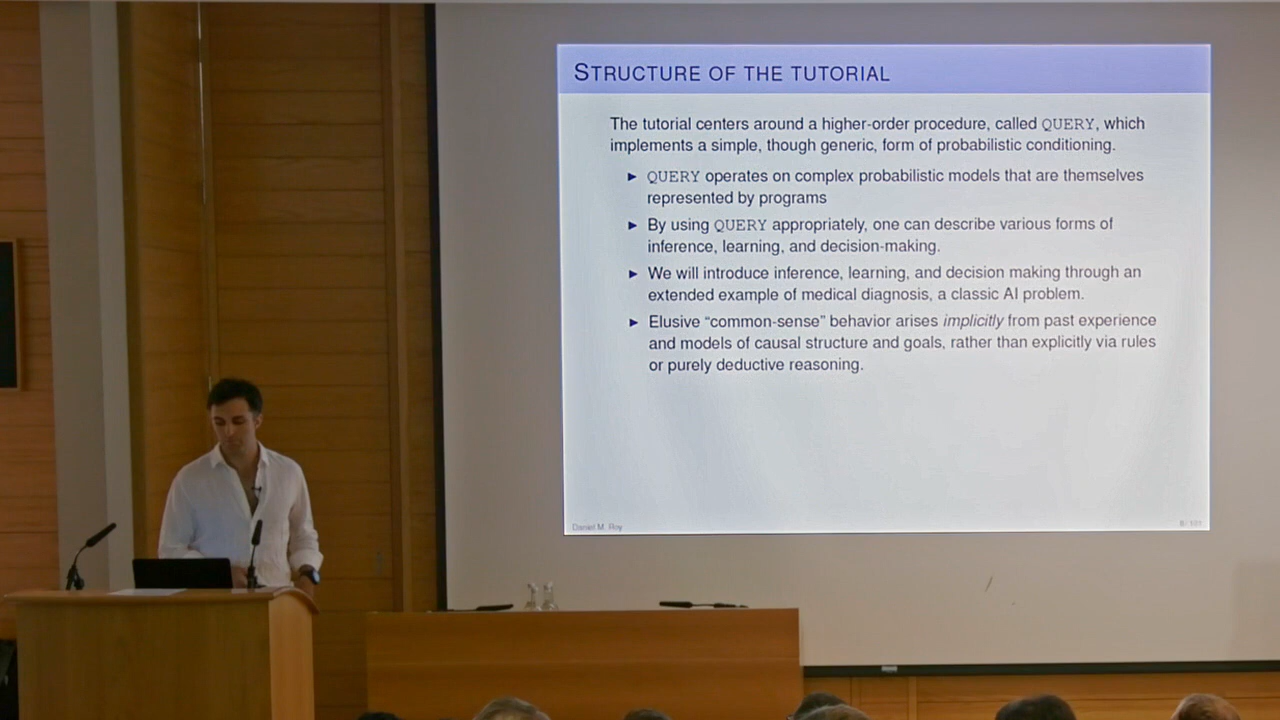 STRUCTURE OF THE TUTORIAL
The tutorial centers around a higher-order procedure, called QUERY, which
implements a simple, though generic, form of probabilistic conditioning.
► QUERY operates on complex probabilistic models that are themselves
represented by programs
► By using QUERY appropriately, one can describe various forms of
inference, learning, and decision-making.
► We will introduce inference, learning, and decision making through an
extended example of medical diagnosis, a classic AI problem.
► Elusive “common-sense” behavior arises implicitly from past experience
and models of causal structure and goals, rather than explicitly via rules
or purely deductive reasoning.
Daniel M. Roy